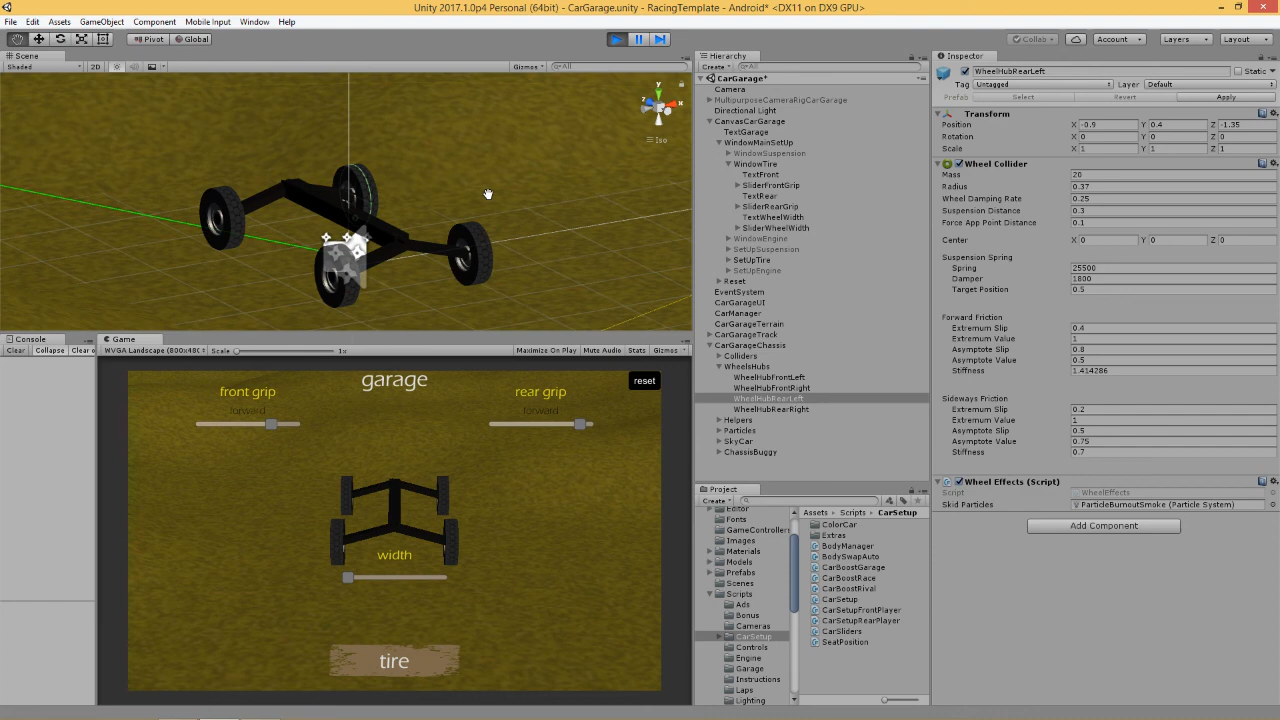 Unity 2017.1.0p4 Personal (64bit) - CarGarage.unity - RacingTemplate - Android* <DX11 on DX9 GPU>
File Edit Assets GameObject Component Mobile Input Window Help
Pivot Global Collab Account Layers Layout
Scene
Shaded 2D Gizmos All
y
z x
Iso
Console
Clear Collapse Clear o
Game
WVGA Landscape (800x48( Scale 1x Maximize On Play Mute Audio Stats Gizmos
garage
reset
front grip rear grip
forward forward
width
tire
Hierarchy
Create All
CarGarage*
Camera
MultipurposeCameraRigCarGarage
Directional Light
CanvasCarGarage
TextGarage
WindowMainSetUp
WindowSuspension
WindowTire
TextFront
SliderFrontGrip
TextRear
SliderRearGrip
TextWheelWidth
SliderWheelWidth
WindowEngine
SetUpSuspension
SetUpTire
SetUpEngine
Reset
EventSystem
CarGarageUI
CarManager
CarGarageTerrain
CarGarageTrack
CarGarageChassis
Colliders
WheelsHubs
WheelHubFrontLeft
WheelHubFrontRight
WheelHubRearLeft
WheelHubRearRight
Helpers
Particles
SkyCar
ChassisBuggy
Project
Create
Editor
Fonts
GameControllers
Images
Materials
Models
Prefabs
Scenes
Scripts
Ads
Bonus
Cameras
CarSetup
Controls
Engine
Garage
Instructions
Laps
Lighting
Assets Scripts CarSetup
ColorCar
Extras
BodyManager
BodySwapAuto
CarBoostGarage
CarBoostRace
CarBoostRival
CarSetup
CarSetupFrontPlayer
CarSetupRearPlayer
CarSliders
SeatPosition
Inspector
WheelHubRearLeft Static
Tag Untagged Layer Default
Prefab Select Revert Apply
Transform
Position X -0.9 Y 0.4 Z -1.35
Rotation X 0 Y 0 Z 0
Scale X 1 Y 1 Z 1
Wheel Collider
Mass 20
Radius 0.37
Wheel Damping Rate 0.25
Suspension Distance 0.3
Force App Point Distance 0.1
Center X 0 Y 0 Z 0
Suspension Spring
Spring 25500
Damper 1800
Target Position 0.5
Forward Friction
Extremum Slip 0.4
Extremum Value 1
Asymptote Slip 0.8
Asymptote Value 0.5
Stiffness 1.414286
Sideways Friction
Extremum Slip 0.2
Extremum Value 1
Asymptote Slip 0.5
Asymptote Value 0.75
Stiffness 0.7
Wheel Effects (Script)
Script WheelEffects
Skid Particles ParticleBurnoutSmoke (Particle System)
Add Component